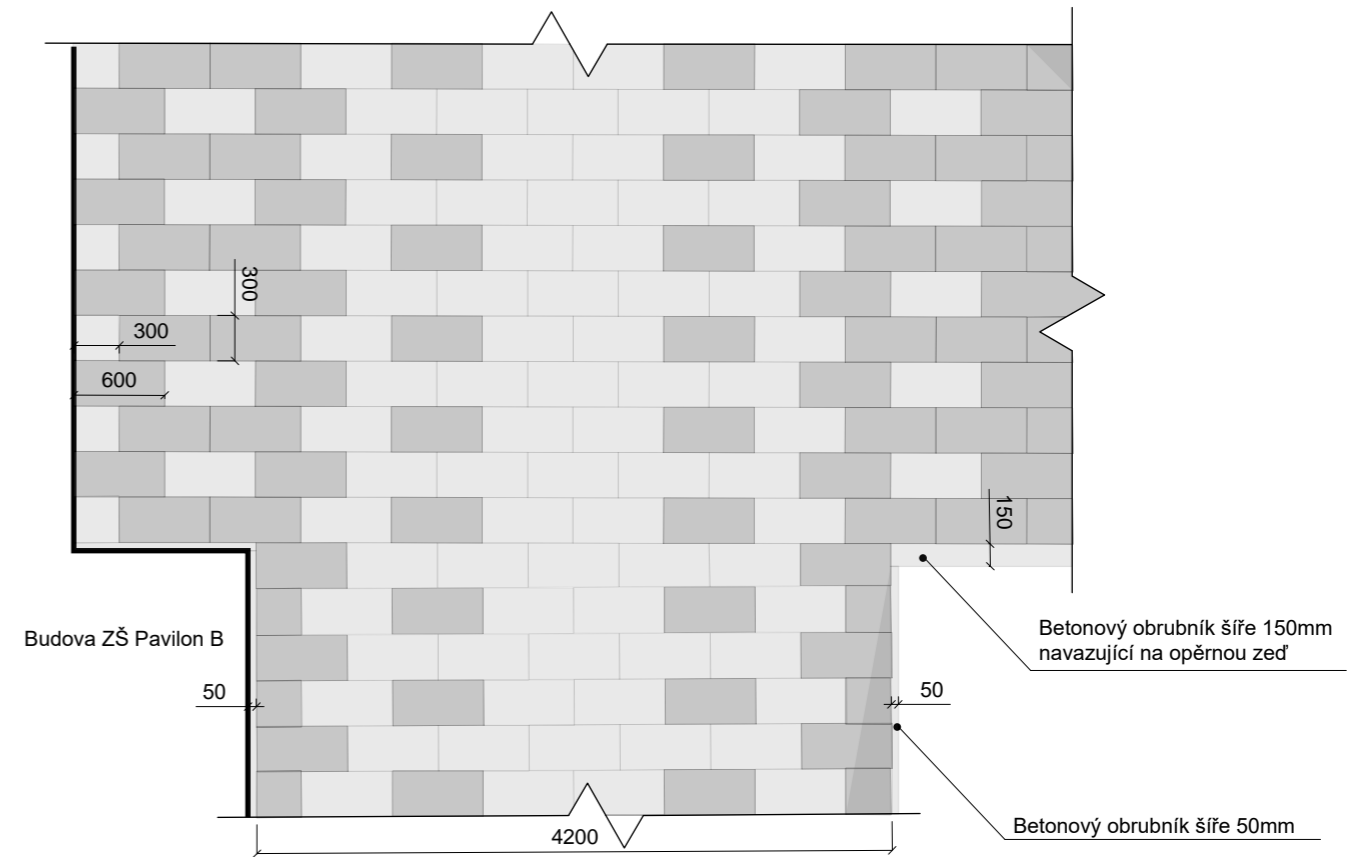 300
300
600
150
Budova ZŠ Pavilon B
Betonový obrubník šíře 150mm
navazující na opěrnou zeď
50
50
Betonový obrubník šíře 50mm
4200